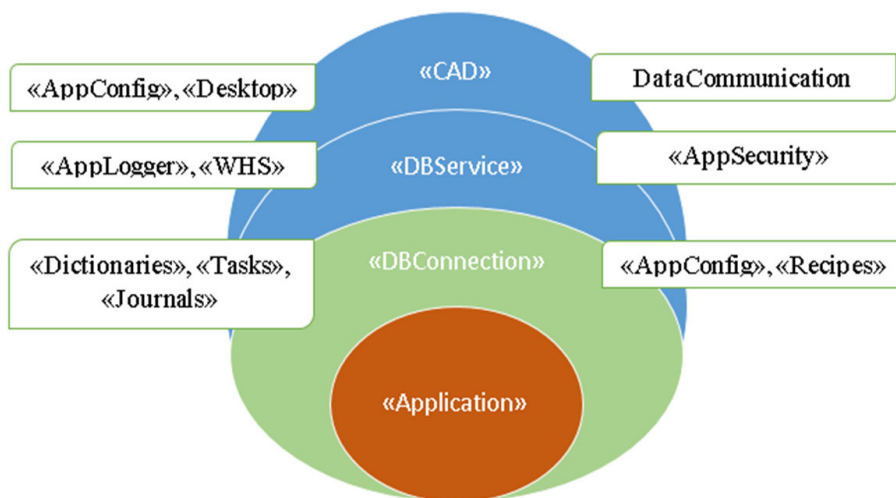 «CAD»
«AppConfig»,«Desktop»
DataCommunication
«AppLogger», «WHS»
«DBService»
«AppSecurity»
«Dictionaries», «Tasks»,
«Journals»
«DBConnection»
«AppConfig»,«Recipes»
«Application»